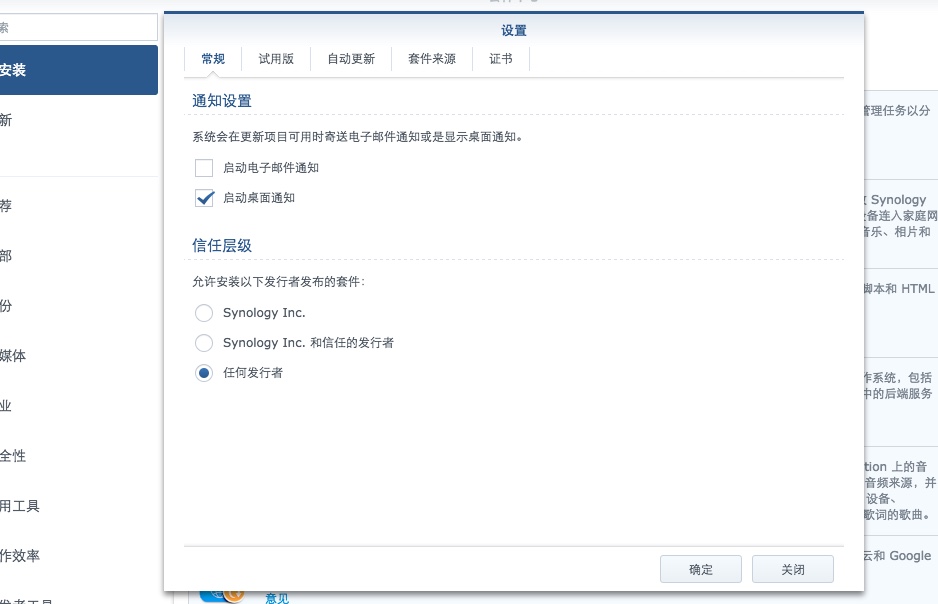 设置
常规
试用版
自动更新
套件来源
证书
通知设置
系统会在更新项目可用时寄送电子邮件通知或是显示桌面通知。
启动电子邮件通知
启动桌面通知
信任层级
允许安装以下发行者发布的套件:
Synology Inc.
Synology Inc. 和信任的发行者
任何发行者
确定
关闭
索
安装
新
荐
部
份
媒体
业
全性
用工具
作效率
管理任务以分
Synology
备连入家庭网
音乐、相片和
脚本和 HTML
作系统，包括
中的后端服务
tion 上的音
音频来源，并
设备、
歌词的歌曲。
云和 Google
意见